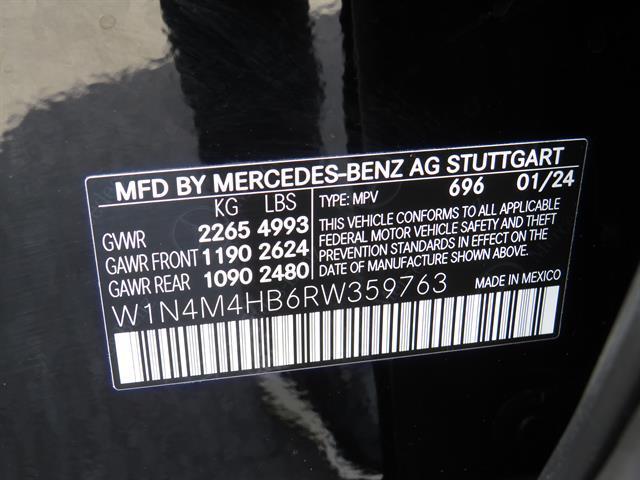 MFD BY MERCEDES-BENZ AG STUTTGART
KG LBS TYPE: MPV 696 01/24
GVWR 2265 4993
GAWR FRONT 1190 2624
GAWR REAR 1090 2480
THIS VEHICLE CONFORMS TO ALL APPLICABLE
FEDERAL MOTOR VEHICLE SAFETY AND THEFT
PREVENTION STANDARDS IN EFFECT ON THE
DATE OF MANUFACTURE SHOWN ABOVE.
MADE IN MEXICO
W1N4M4HB6RW359763